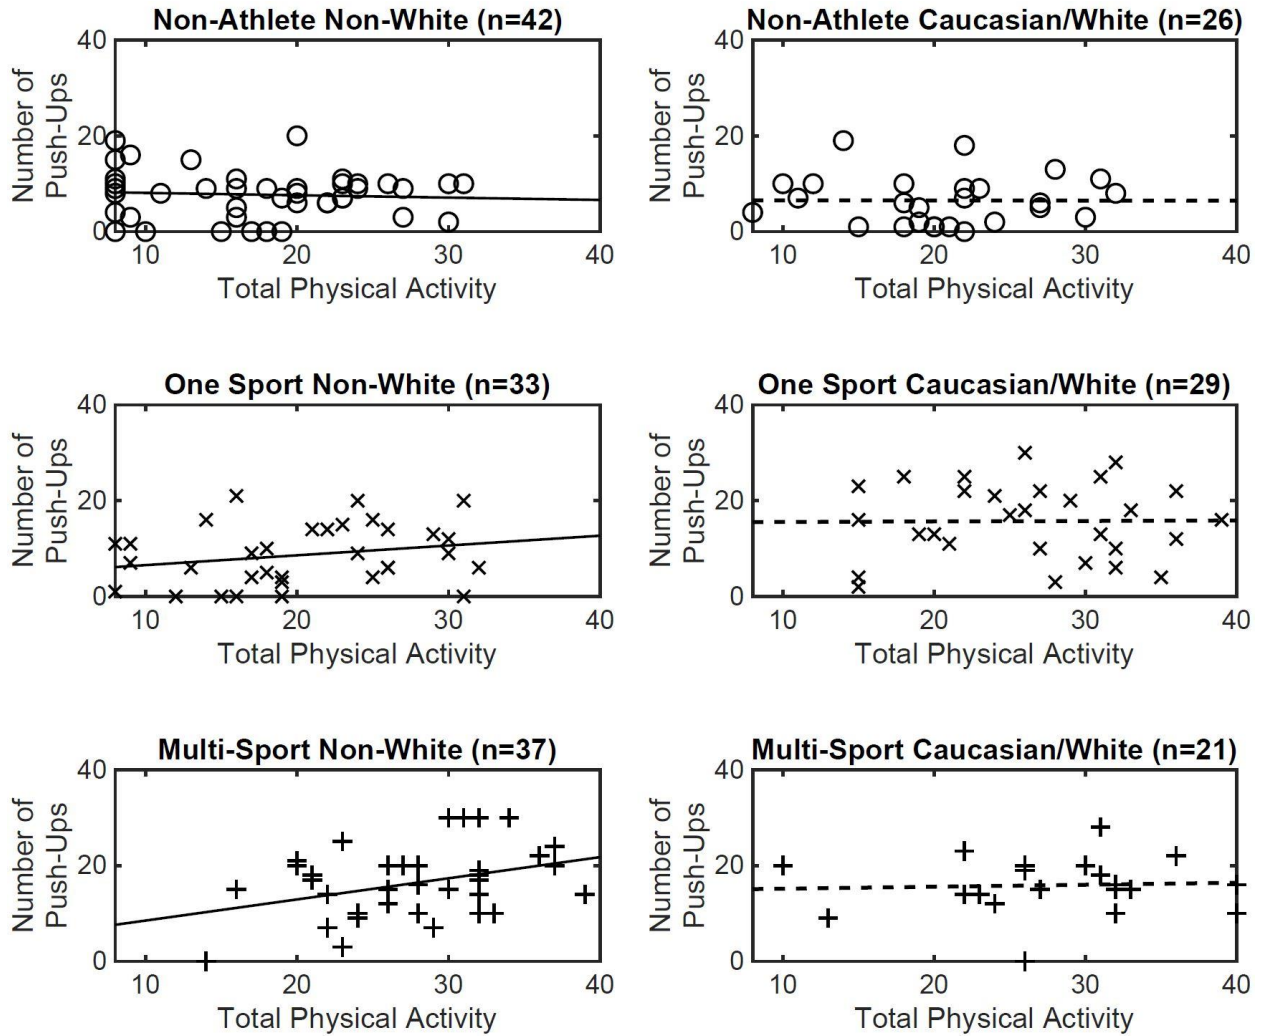 Non-Athlete Non-White (n=42)
40
20
0
10
20
30
40
Number of
Push-Ups
Total Physical Activity
Non-Athlete Caucasian/White (n=26)
40
20
0
10
20
30
40
Number of
Push-Ups
Total Physical Activity
One Sport Non-White (n=33)
40
20
0
10
20
30
40
Number of
Push-Ups
Total Physical Activity
One Sport Caucasian/White (n=29)
40
20
0
10
20
30
40
Number of
Push-Ups
Total Physical Activity
Multi-Sport Non-White (n=37)
40
20
0
10
20
30
40
Number of
Push-Ups
Total Physical Activity
Multi-Sport Caucasian/White (n=21)
40
20
0
10
20
30
40
Number of
Push-Ups
Total Physical Activity